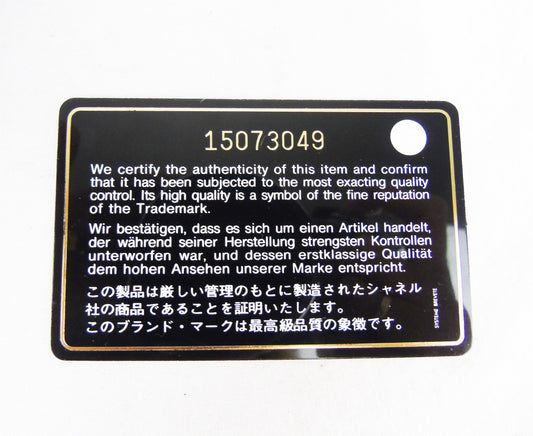 15073049
We certify the authenticity of this item and confirm
that it has been subjected to the most exacting quality
control. Its high quality is a symbol of the fine reputation
of the Trademark.
Wir bestätigen, dass es sich um einen Artikel handelt,
der während seiner Herstellung strengsten Kontrollen
unterworfen war, und dessen erstklassige Qualität
dem hohen Ansehen unserer Marke entspricht.
この製品は厳しい管理のもとに製造されたシャネル
社の商品であることを証明いたします。
このブランド・マークは最高級品質の象徴です。
SYSTEME BREVETE